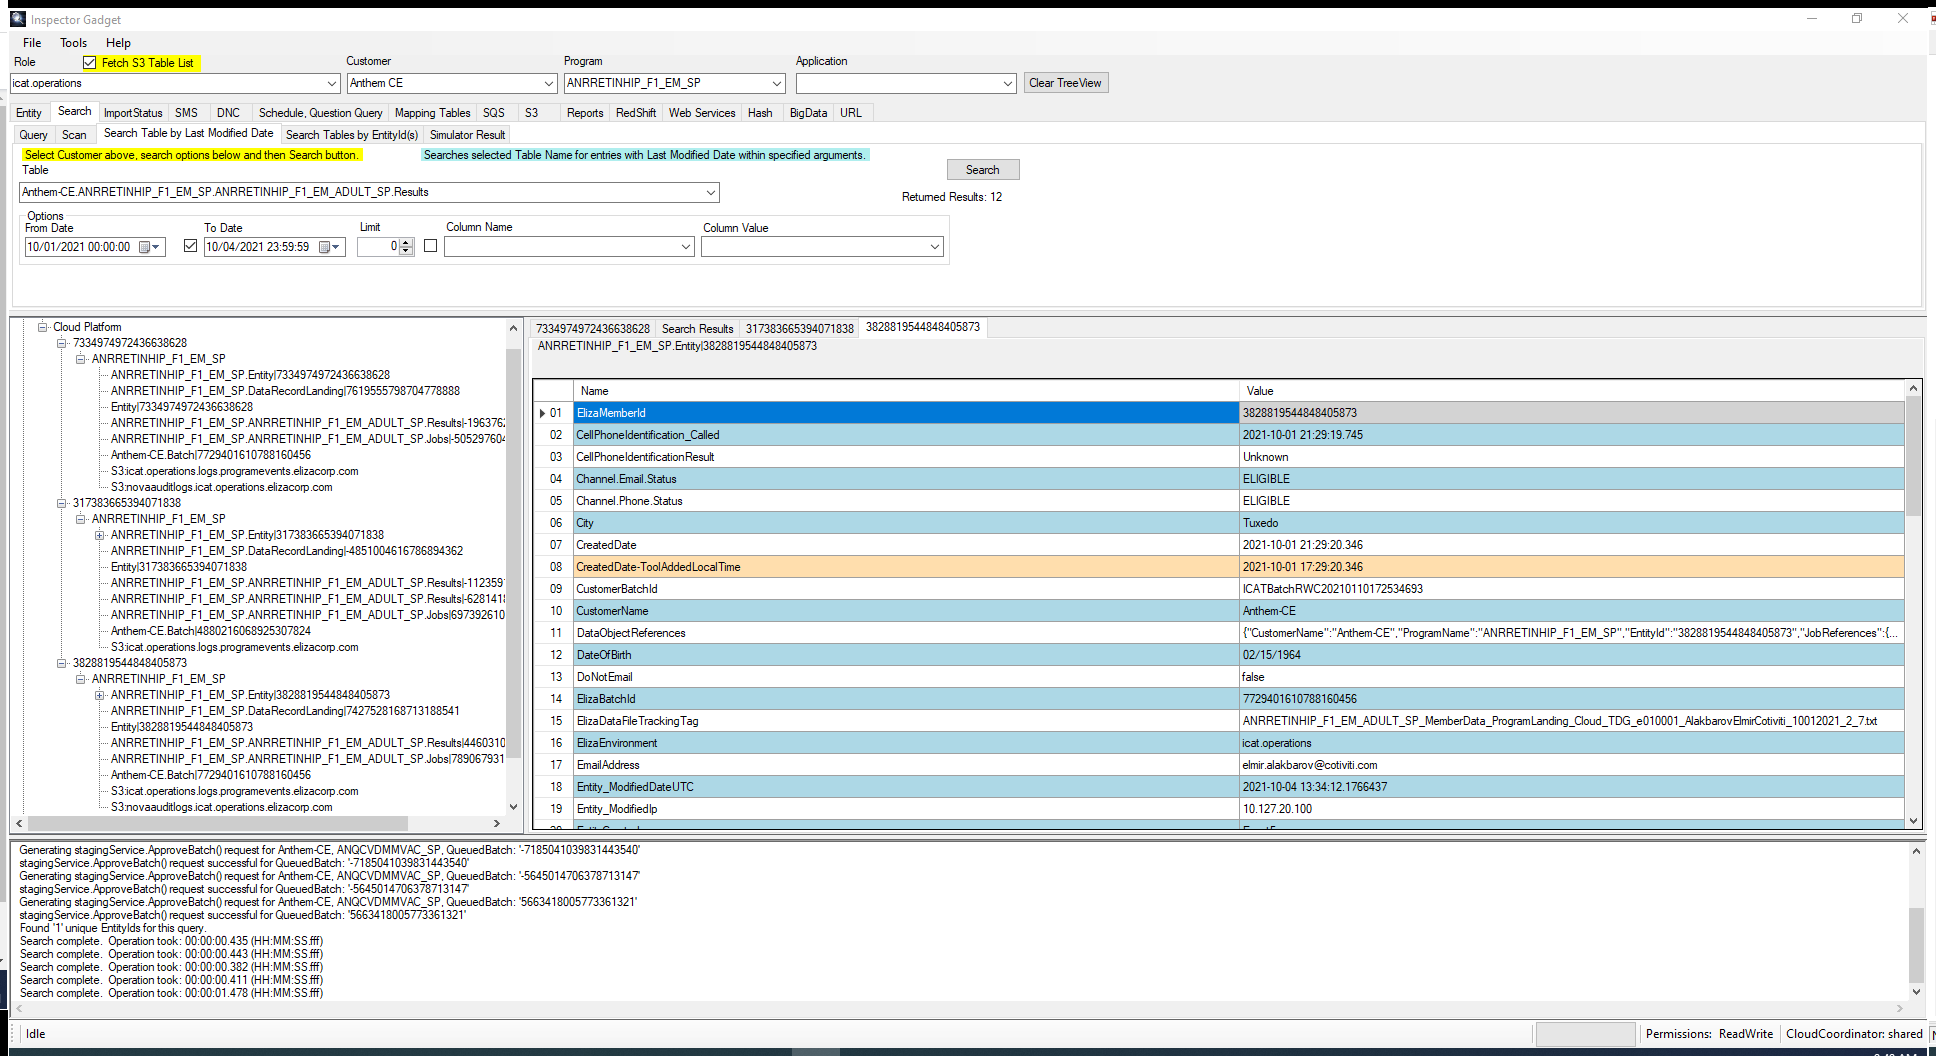 Inspector Gadget
File Tools Help
Role Fetch S3 Table List Customer Program Application
icat.operations Anthem CE ANRRETINHIP_F1_EM_SP Clear TreeView
Entity Search ImportStatus SMS DNC Schedule, Question Query Mapping Tables SQS S3 Reports RedShift Web Services Hash BigData URL
Query Scan Search Table by Last Modified Date Search Tables by EntityId(s) Simulator Result
Select Customer above, search options below and then Search button. Searches selected Table Name for entries with Last Modified Date within specified arguments.
Table Search
Anthem-CE.ANRRETINHIP_F1_EM_SP.ANRRETINHIP_F1_EM_ADULT_SP.Results Returned Results: 12
Options
From Date To Date Limit Column Name Column Value
10/01/2021 00:00:00 10/04/2021 23:59:59 0
Cloud Platform
7334974972436638628
ANRRETINHIP_F1_EM_SP
ANRRETINHIP_F1_EM_SP.Entity|7334974972436638628
ANRRETINHIP_F1_EM_SP.DataRecordLanding|7619555798704778888
Entity|7334974972436638628
ANRRETINHIP_F1_EM_SP.ANRRETINHIP_F1_EM_ADULT_SP.Results|-196376
ANRRETINHIP_F1_EM_SP.ANRRETINHIP_F1_EM_ADULT_SP.Jobs|-50529760
Anthem-CE.Batch|7729401610788160456
S3:icat.operations.logs.programevents.elizacorp.com
S3:novaauditlogs.icat.operations.elizacorp.com
317383665394071838
ANRRETINHIP_F1_EM_SP
ANRRETINHIP_F1_EM_SP.Entity|317383665394071838
ANRRETINHIP_F1_EM_SP.DataRecordLanding|-4851004616786894362
Entity|317383665394071838
ANRRETINHIP_F1_EM_SP.ANRRETINHIP_F1_EM_ADULT_SP.Results|-112359
ANRRETINHIP_F1_EM_SP.ANRRETINHIP_F1_EM_ADULT_SP.Results|-628141
ANRRETINHIP_F1_EM_SP.ANRRETINHIP_F1_EM_ADULT_SP.Jobs|697392610
Anthem-CE.Batch|4880216068925307824
S3:icat.operations.logs.programevents.elizacorp.com
3828819544848405873
ANRRETINHIP_F1_EM_SP
ANRRETINHIP_F1_EM_SP.Entity|3828819544848405873
ANRRETINHIP_F1_EM_SP.DataRecordLanding|7427528168713188541
Entity|3828819544848405873
ANRRETINHIP_F1_EM_SP.ANRRETINHIP_F1_EM_ADULT_SP.Results|4460310
ANRRETINHIP_F1_EM_SP.ANRRETINHIP_F1_EM_ADULT_SP.Jobs|789067931
Anthem-CE.Batch|7729401610788160456
S3:icat.operations.logs.programevents.elizacorp.com
S3:novaauditlogs.icat.operations.elizacorp.com
7334974972436638628 Search Results 317383665394071838 3828819544848405873
ANRRETINHIP_F1_EM_SP.Entity|3828819544848405873
Name Value
01 ElizaMemberId 3828819544848405873
02 CellPhoneIdentification_Called 2021-10-01 21:29:19.745
03 CellPhoneIdentificationResult Unknown
04 Channel.Email.Status ELIGIBLE
05 Channel.Phone.Status ELIGIBLE
06 City Tuxedo
07 CreatedDate 2021-10-01 21:29:20.346
08 CreatedDate-ToolAddedLocalTime 2021-10-01 17:29:20.346
09 CustomerBatchId ICATBatchRWC20210110172534693
10 CustomerName Anthem-CE
11 DataObjectReferences {"CustomerName":"Anthem-CE","ProgramName":"ANRRETINHIP_F1_EM_SP","EntityId":"3828819544848405873","JobReferences":{...
12 DateOfBirth 02/15/1964
13 DoNotEmail false
14 ElizaBatchId 7729401610788160456
15 ElizaDataFileTrackingTag ANRRETINHIP_F1_EM_ADULT_SP_MemberData_ProgramLanding_Cloud_TDG_e010001_AlakbarovElmirCotiviti_10012021_2_7.txt
16 ElizaEnvironment icat.operations
17 EmailAddress elmir.alakbarov@cotiviti.com
18 Entity_ModifiedDateUTC 2021-10-04 13:34:12.1766437
19 Entity_ModifiedIp 10.127.20.100
Generating stagingService.ApproveBatch() request for Anthem-CE, ANQCVDMMVAC_SP, QueuedBatch: '-7185041039831443540'
stagingService.ApproveBatch() request successful for QueuedBatch: '-7185041039831443540'
Generating stagingService.ApproveBatch() request for Anthem-CE, ANQCVDMMVAC_SP, QueuedBatch: '-5645014706378713147'
stagingService.ApproveBatch() request successful for QueuedBatch: '-5645014706378713147'
Generating stagingService.ApproveBatch() request for Anthem-CE, ANQCVDMMVAC_SP, QueuedBatch: '5663418005773361321'
stagingService.ApproveBatch() request successful for QueuedBatch: '5663418005773361321'
Found '1' unique EntityIds for this query.
Search complete. Operation took: 00:00:00.435 (HH:MM:SS.fff)
Search complete. Operation took: 00:00:00.443 (HH:MM:SS.fff)
Search complete. Operation took: 00:00:00.382 (HH:MM:SS.fff)
Search complete. Operation took: 00:00:00.411 (HH:MM:SS.fff)
Search complete. Operation took: 00:00:01.478 (HH:MM:SS.fff)
Idle Permissions: ReadWrite CloudCoordinator: shared